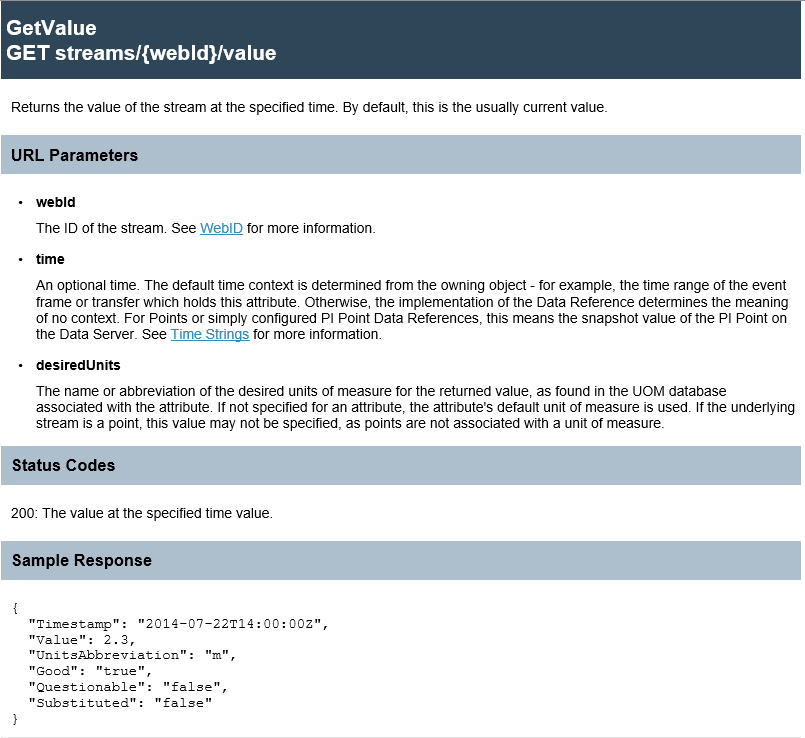 GetValue
GET streams/{webId}/value
Returns the value of the stream at the specified time. By default, this is the usually current value.
URL Parameters
• webId
The ID of the stream. See WebID for more information.
• time
An optional time. The default time context is determined from the owning object - for example, the time range of the event
frame or transfer which holds this attribute. Otherwise, the implementation of the Data Reference determines the meaning
of no context. For Points or simply configured PI Point Data References, this means the snapshot value of the PI Point on
the Data Server. See Time Strings for more information.
• desiredUnits
The name or abbreviation of the desired units of measure for the returned value, as found in the UOM database
associated with the attribute. If not specified for an attribute, the attribute's default unit of measure is used. If the underlying
stream is a point, this value may not be specified, as points are not associated with a unit of measure.
Status Codes
200: The value at the specified time value.
Sample Response
{
  "Timestamp": "2014-07-22T14:00:00Z",
  "Value": 2.3,
  "UnitsAbbreviation": "m",
  "Good": "true",
  "Questionable": "false",
  "Substituted": "false"
}